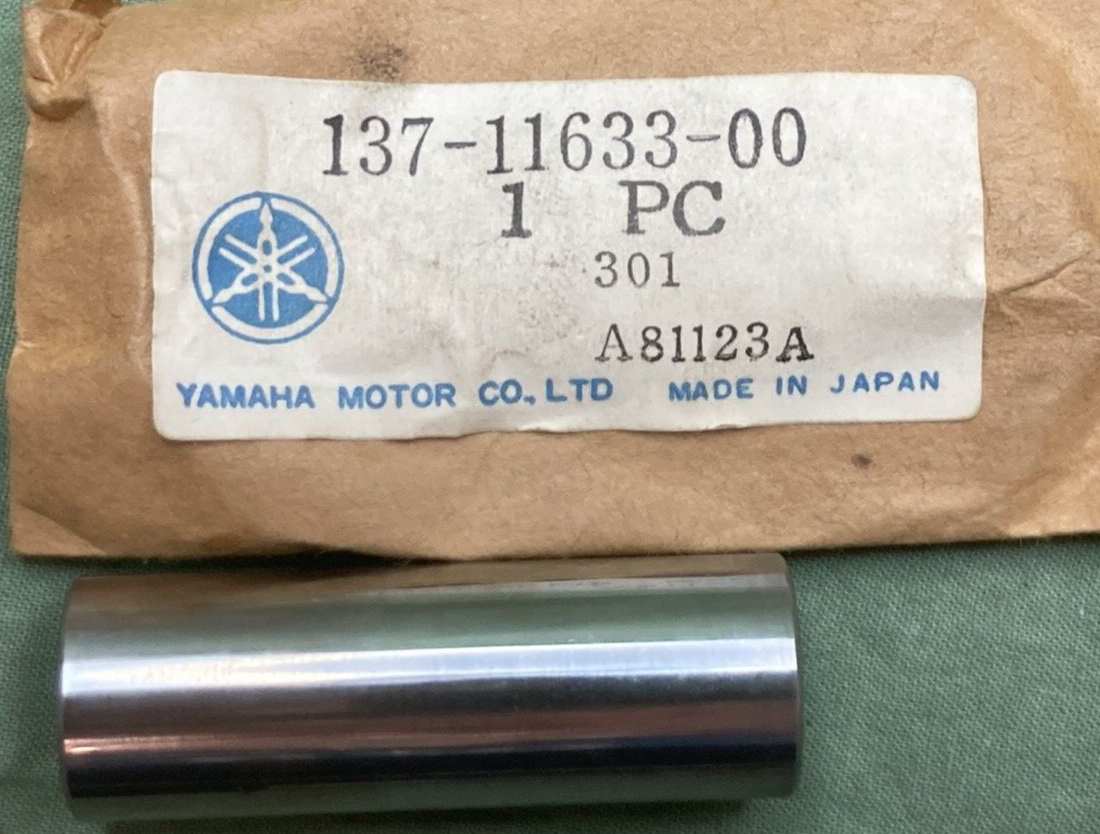 137-11633-00
1 PC
301
A81123A
YAMAHA MOTOR CO., LTD MADE IN JAPAN